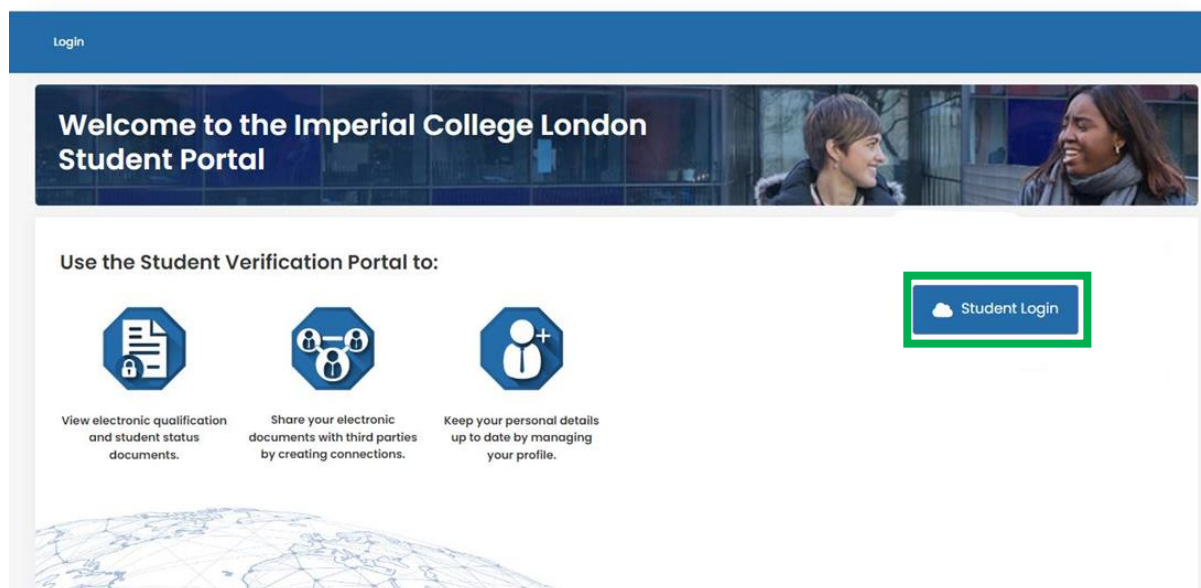 Login
Welcome to the Imperial College London
Student Portal
Use the Student Verification Portal to:
Student Login
View electronic qualification
and student status
documents.
Share your electronic
documents with third parties
by creating connections.
Keep your personal details
up to date by managing
your profile.